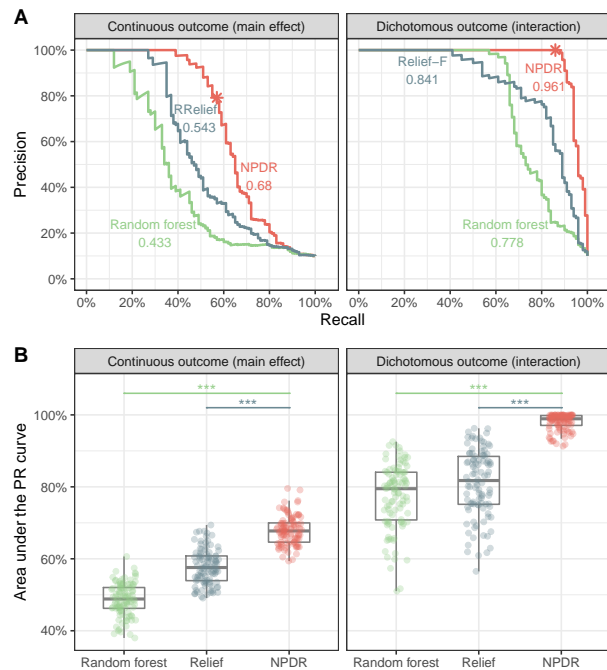 A
Continuous outcome (main effect)
Dichotomous outcome (interaction)
Precision
100%
80%
60%
40%
20%
0%
RRelief
0.543
NPDR
0.68
Random forest
0.433
Relief-F
0.841
NPDR
0.961
Random forest
0.778
0% 20% 40% 60% 80% 100%
0% 20% 40% 60% 80% 100%
Recall
B
Continuous outcome (main effect)
Dichotomous outcome (interaction)
Area under the PR curve
100%
80%
60%
40%
***
***
***
***
Random forest Relief NPDR
Random forest Relief NPDR